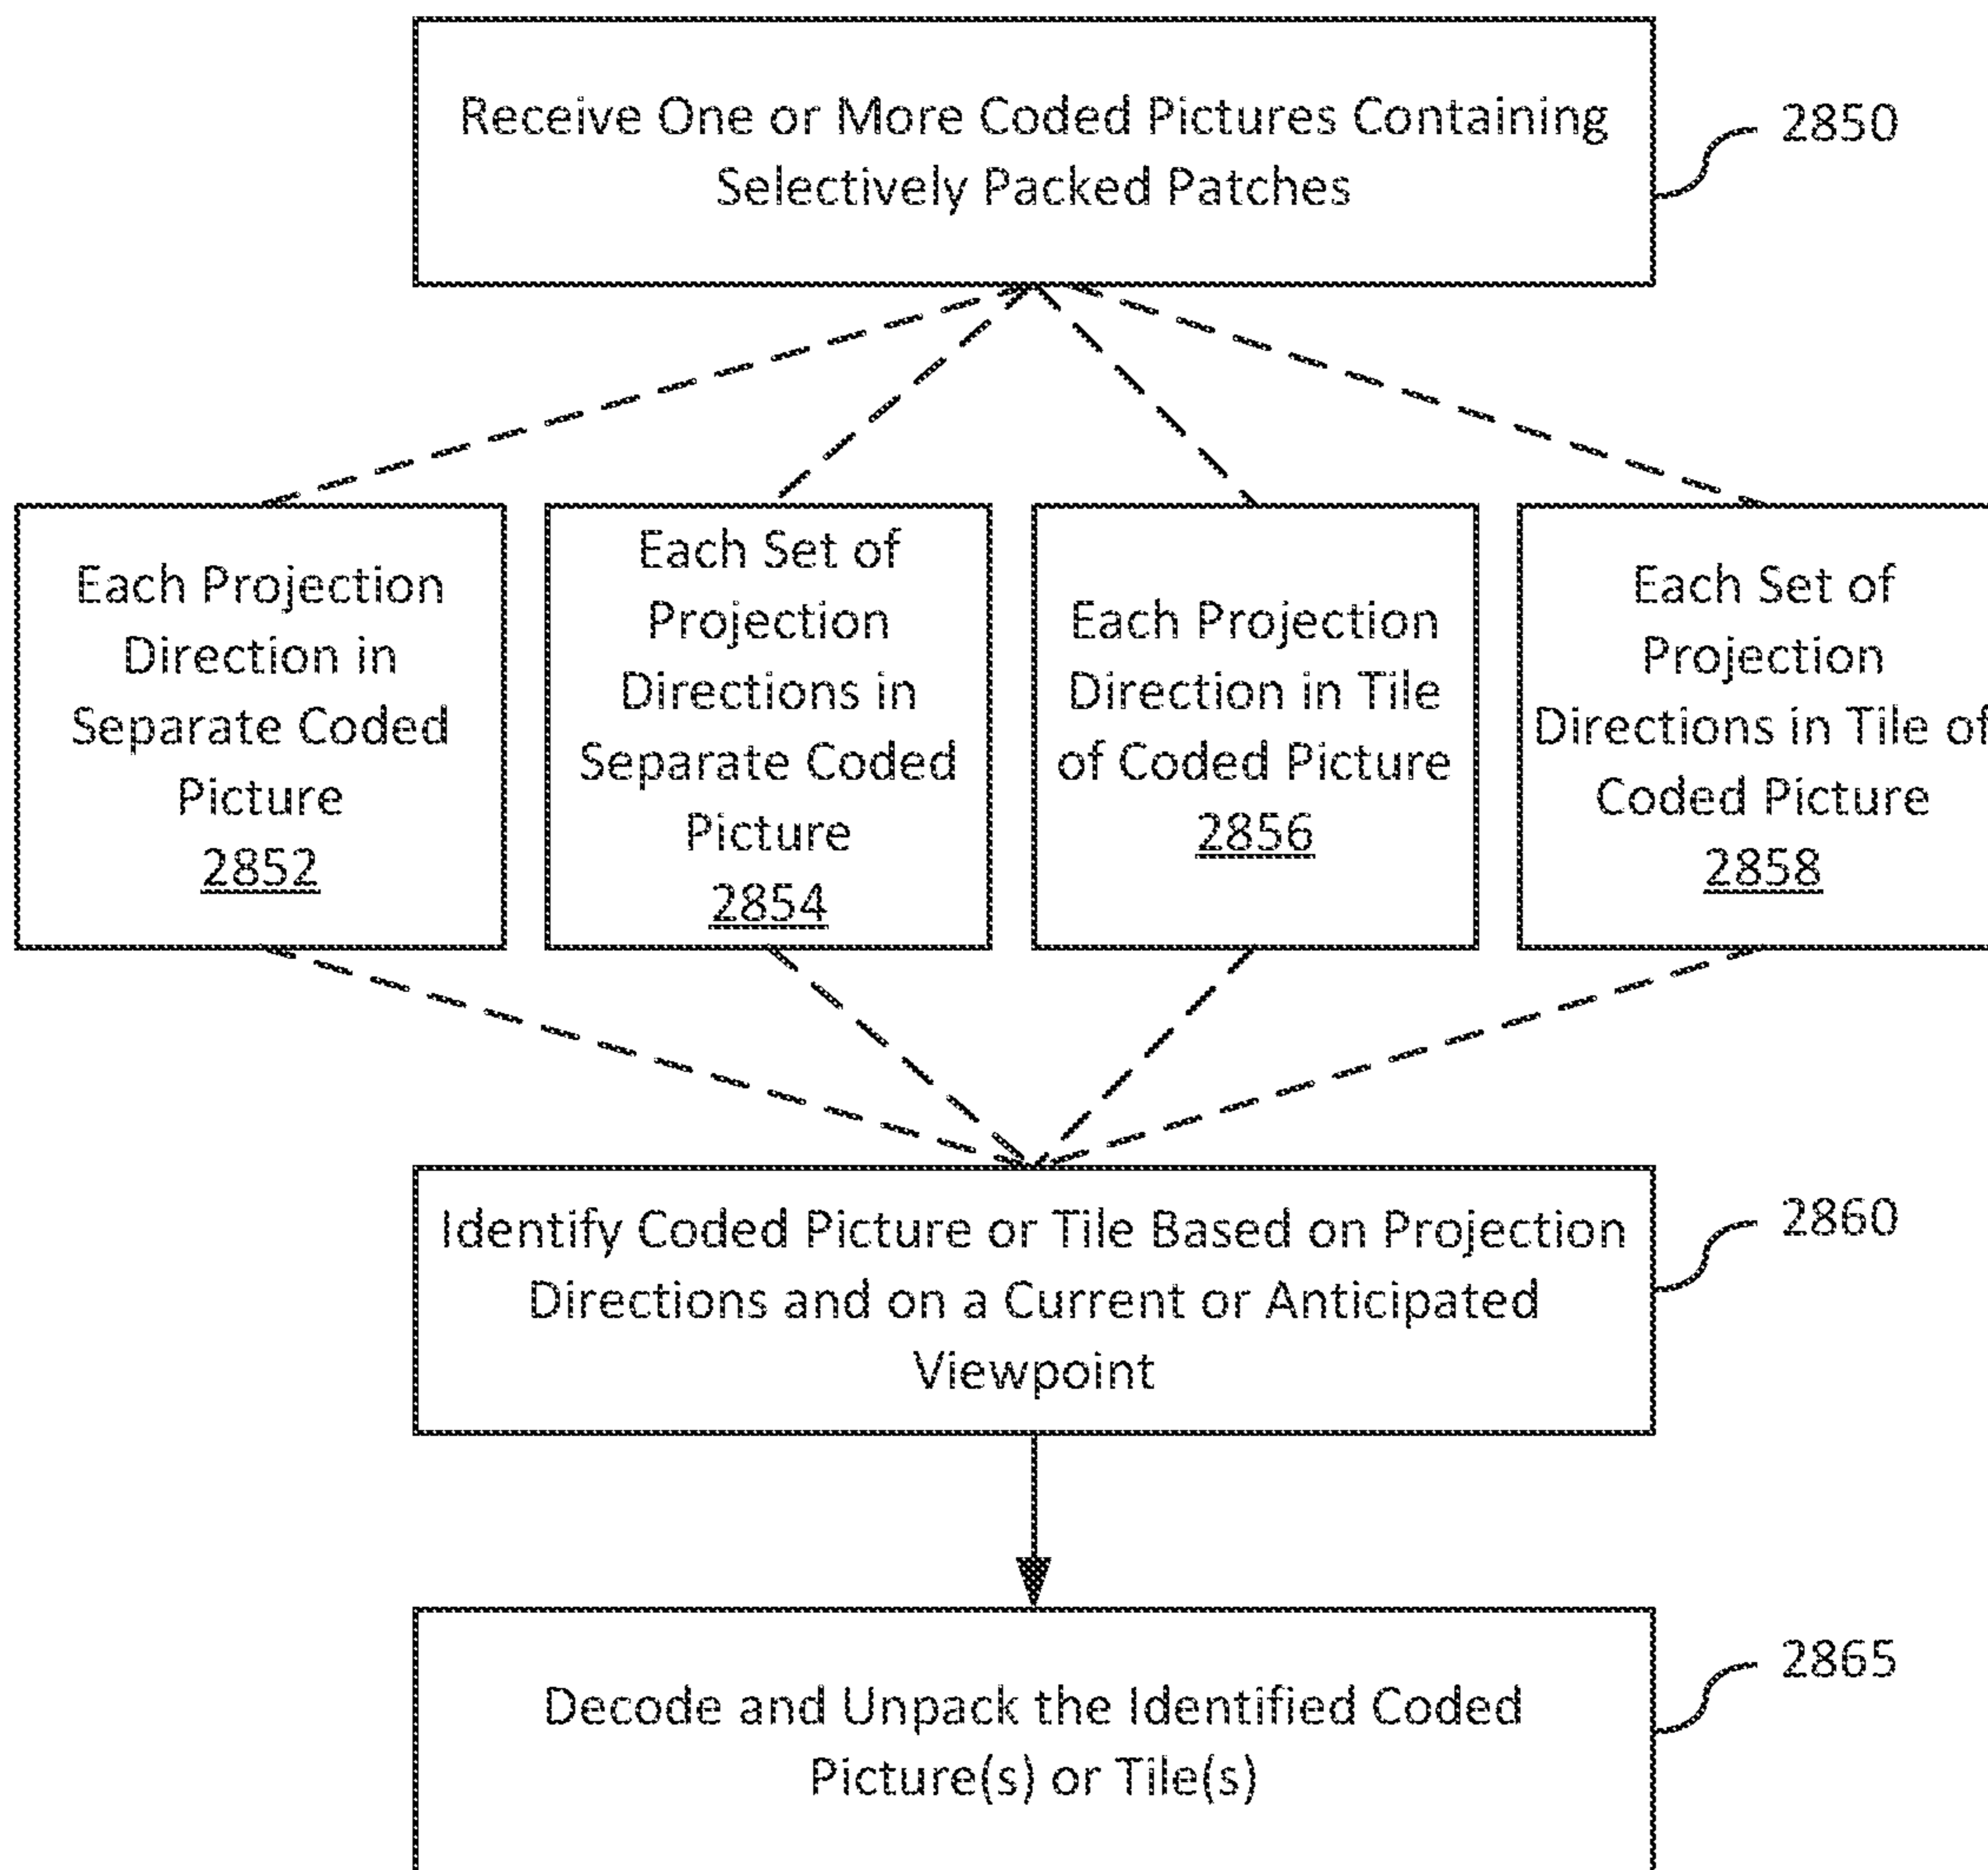 Receive One or More Coded Pictures Containing
Selectively Packed Patches
2850
Each Projection
Direction in
Separate Coded
Picture
2852
Each Set of
Projection
Directions in
Separate Coded
Picture
2854
Each Projection
Direction in Tile
of Coded Picture
2856
Each Set of
Projection
Directions in Tile of
Coded Picture
2858
Identify Coded Picture or Tile Based on Projection
Directions and on a Current or Anticipated
Viewpoint
2860
Decode and Unpack the Identified Coded
Picture(s) or Tile(s)
2865